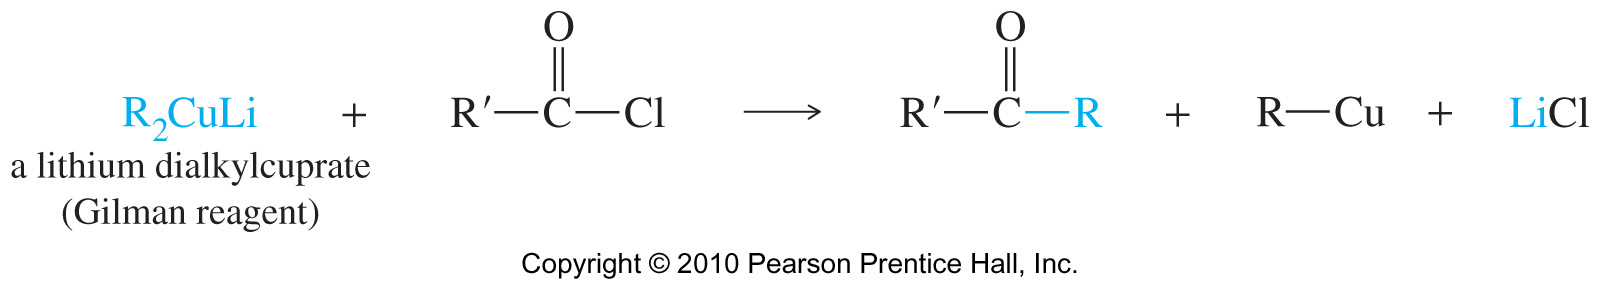 O O
R₂CuLi + R′—C—Cl ⟶ R′—C—R + R—Cu + LiCl
a lithium dialkylcuprate
(Gilman reagent)
Copyright © 2010 Pearson Prentice Hall, Inc.